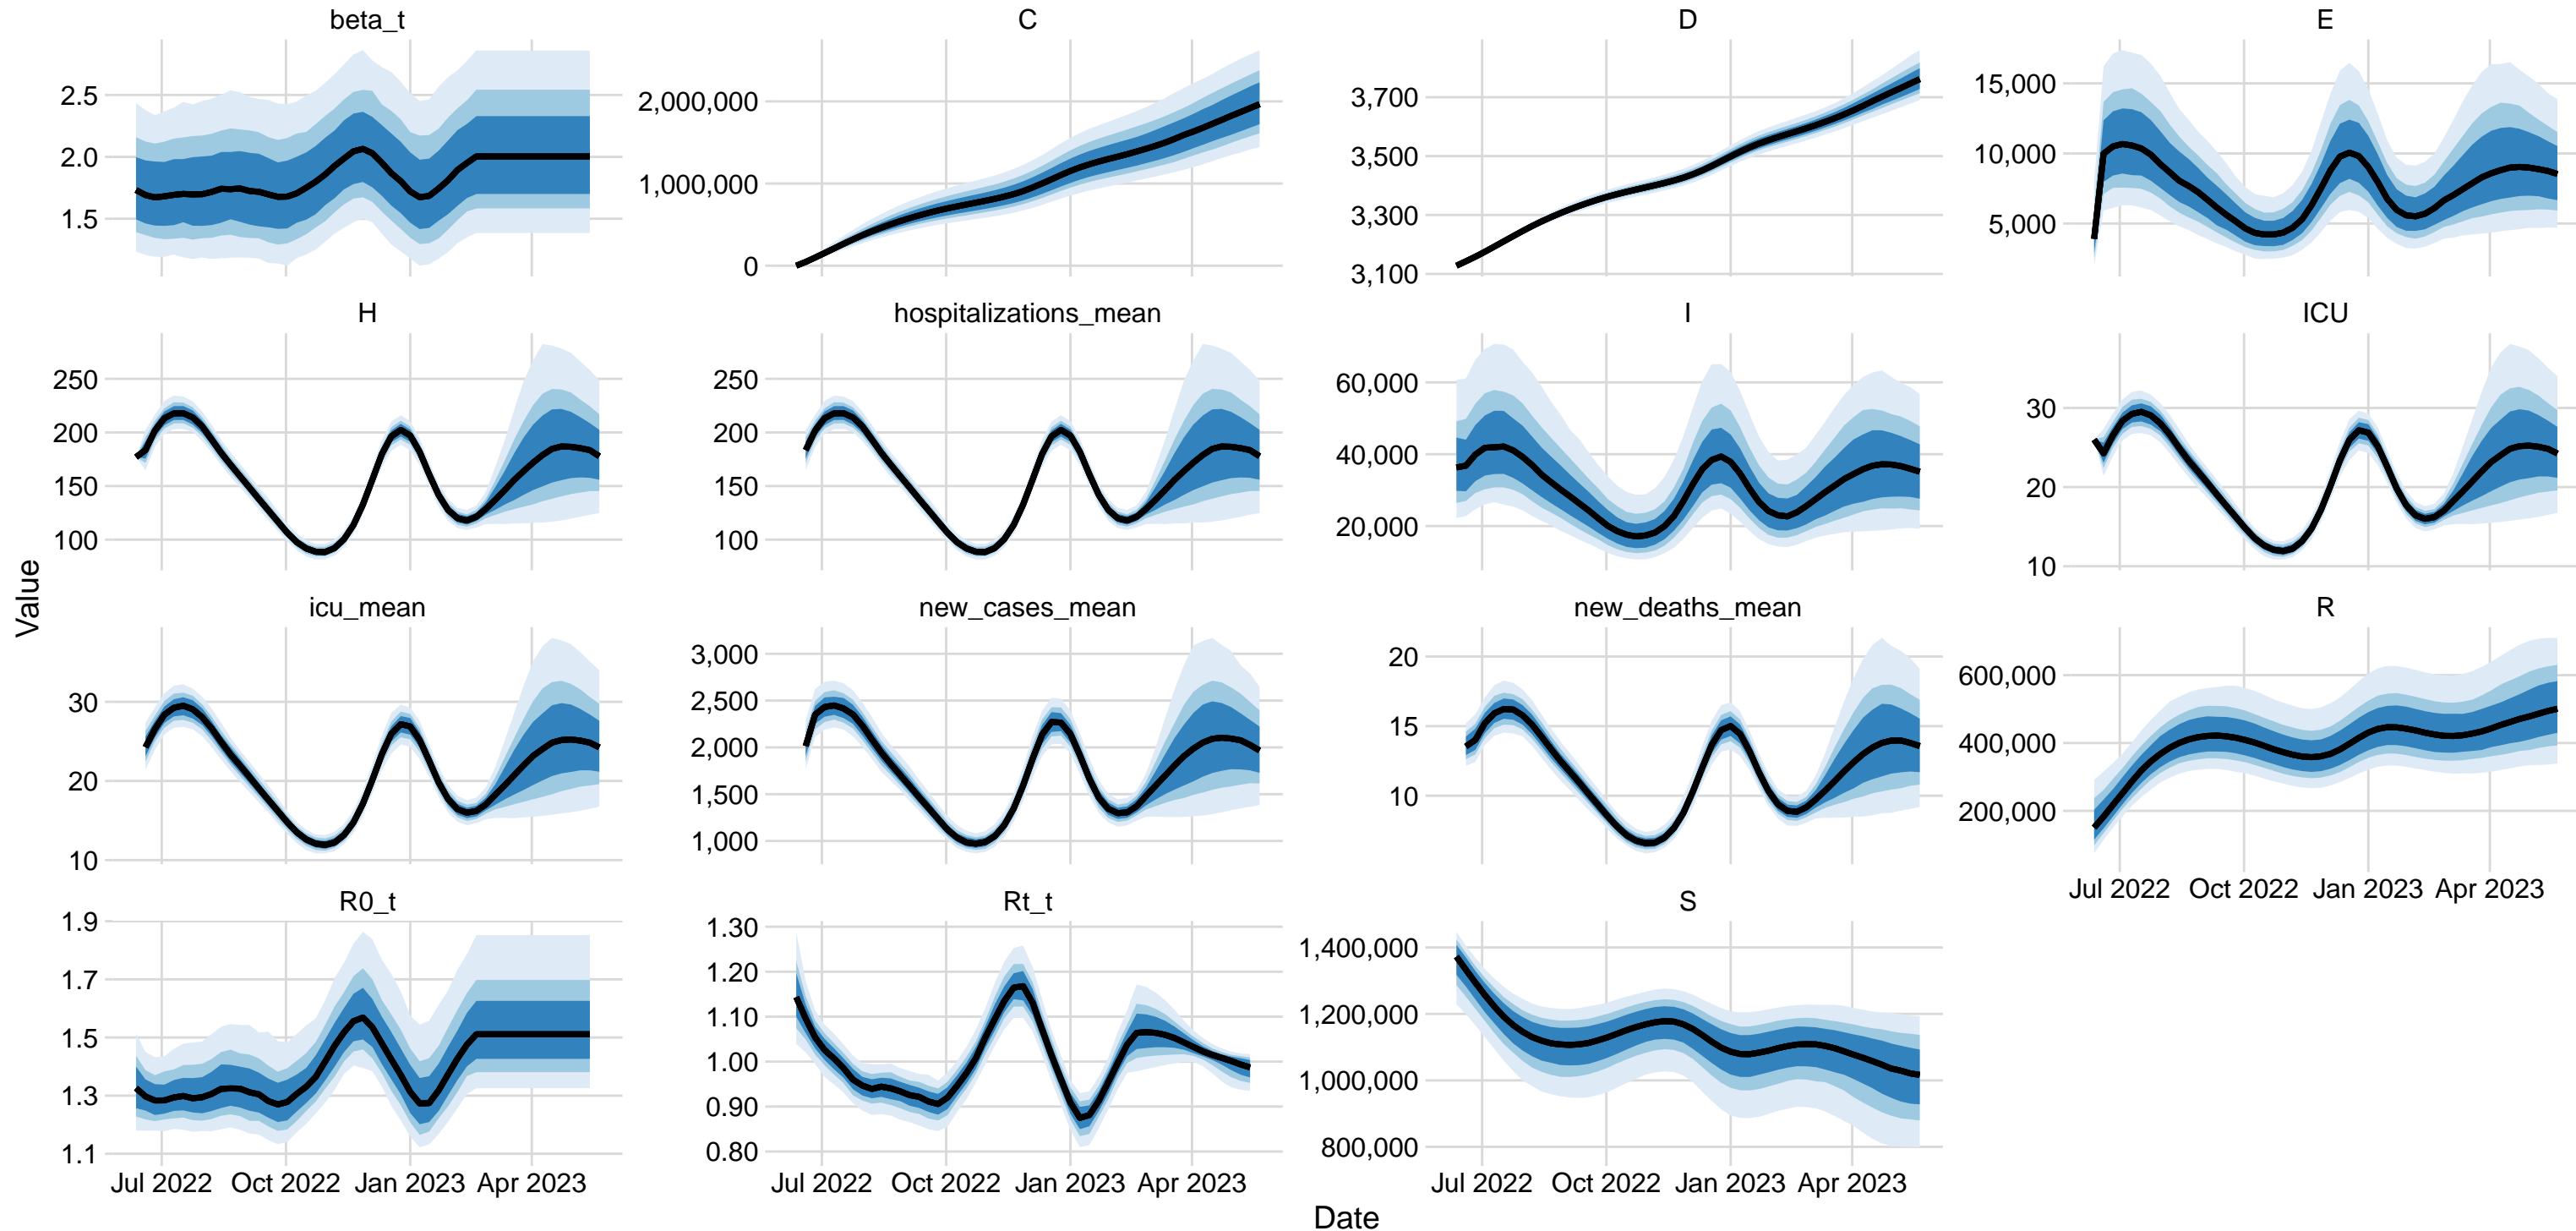 beta_t
C
D
E
2.5
2.0
1.5
2,000,000
1,000,000
0
3,700
3,500
3,300
3,100
15,000
10,000
5,000
H
hospitalizations_mean
I
ICU
250
200
150
100
250
200
150
100
60,000
40,000
20,000
30
20
10
icu_mean
new_cases_mean
new_deaths_mean
R
30
20
10
3,000
2,500
2,000
1,500
1,000
20
15
10
600,000
400,000
200,000
Jul 2022 Oct 2022 Jan 2023 Apr 2023
R0_t
Rt_t
S
1.9
1.7
1.5
1.3
1.1
1.30
1.20
1.10
1.00
0.90
0.80
1,400,000
1,200,000
1,000,000
800,000
Jul 2022 Oct 2022 Jan 2023 Apr 2023
Jul 2022 Oct 2022 Jan 2023 Apr 2023
Jul 2022 Oct 2022 Jan 2023 Apr 2023
Value
Date